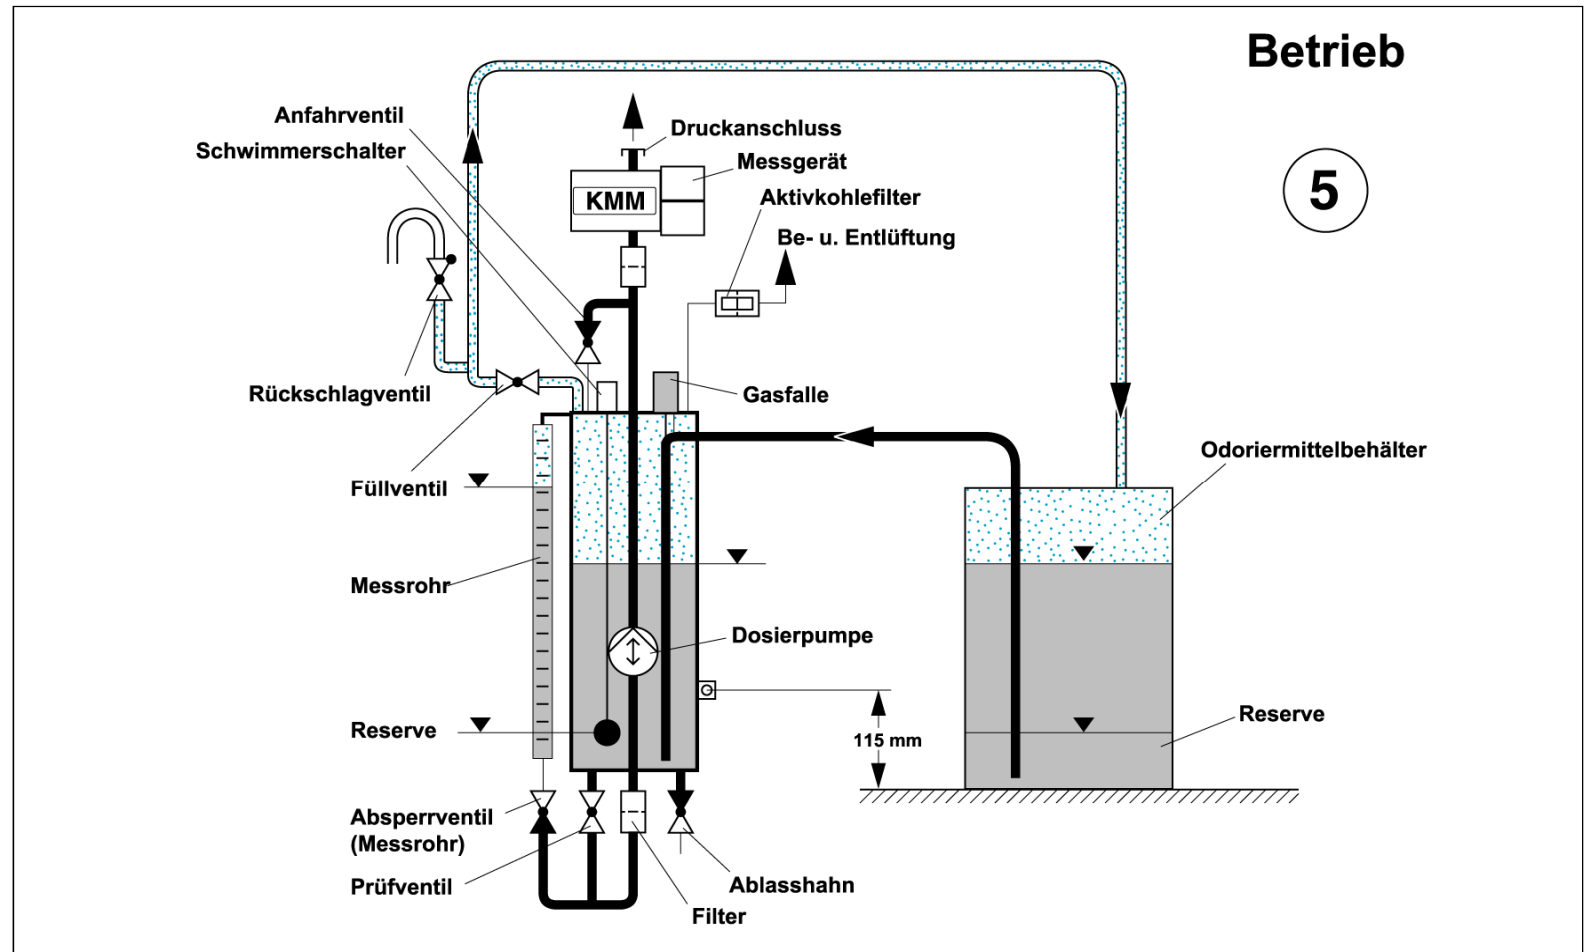 Betrieb
5
Anfahrventil
Schwimmerschalter
Druckanschluss
Messgerät
KMM
Aktivkohlefilter
Be- u. Entlüftung
Rückschlagventil
Gasfalle
Odoriermittelbehälter
Füllventil
Messrohr
Dosierpumpe
Reserve
115 mm
Reserve
Absperrventil
(Messrohr)
Prüfventil
Ablasshahn
Filter